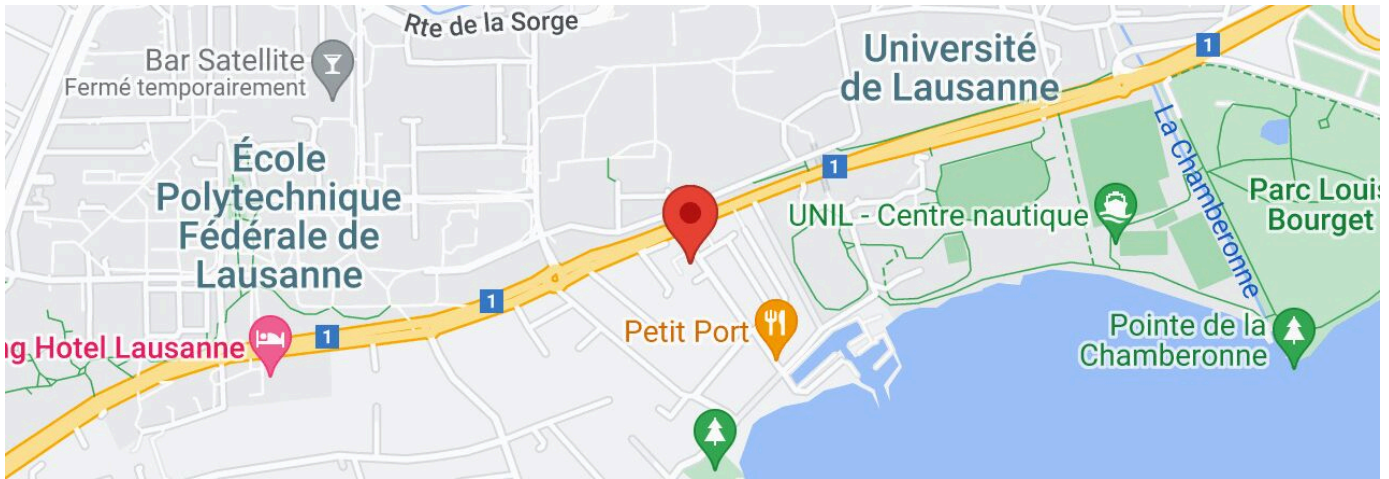 Rte de la Sorge
Bar Satellite
Fermé temporairement
Université
de Lausanne
1
École
Polytechnique
Fédérale de
Lausanne
1
La Chamberonne
UNIL - Centre nautique
Parc Louis
Bourget
1
1
ng Hotel Lausanne
Petit Port
Pointe de la
Chamberonne